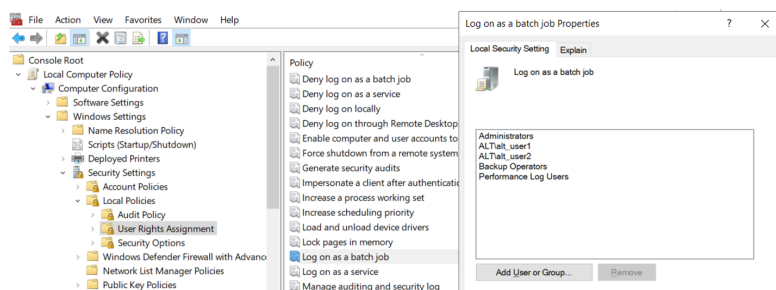 File Action View Favorites Window Help
Console Root
Local Computer Policy
Computer Configuration
Software Settings
Windows Settings
Name Resolution Policy
Scripts (Startup/Shutdown)
Deployed Printers
Security Settings
Account Policies
Local Policies
Audit Policy
User Rights Assignment
Security Options
Windows Defender Firewall with Advanc
Network List Manager Policies
Public Key Policies
Policy
Deny log on as a batch job
Deny log on as a service
Deny log on locally
Deny log on through Remote Desktop
Enable computer and user accounts to
Force shutdown from a remote system
Generate security audits
Impersonate a client after authenticatio
Increase a process working set
Increase scheduling priority
Load and unload device drivers
Lock pages in memory
Log on as a batch job
Log on as a service
Manage auditing and security log
Log on as a batch job Properties
Local Security Setting Explain
Log on as a batch job
Administrators
ALT\alt_user1
ALT\alt_user2
Backup Operators
Performance Log Users
Add User or Group... Remove